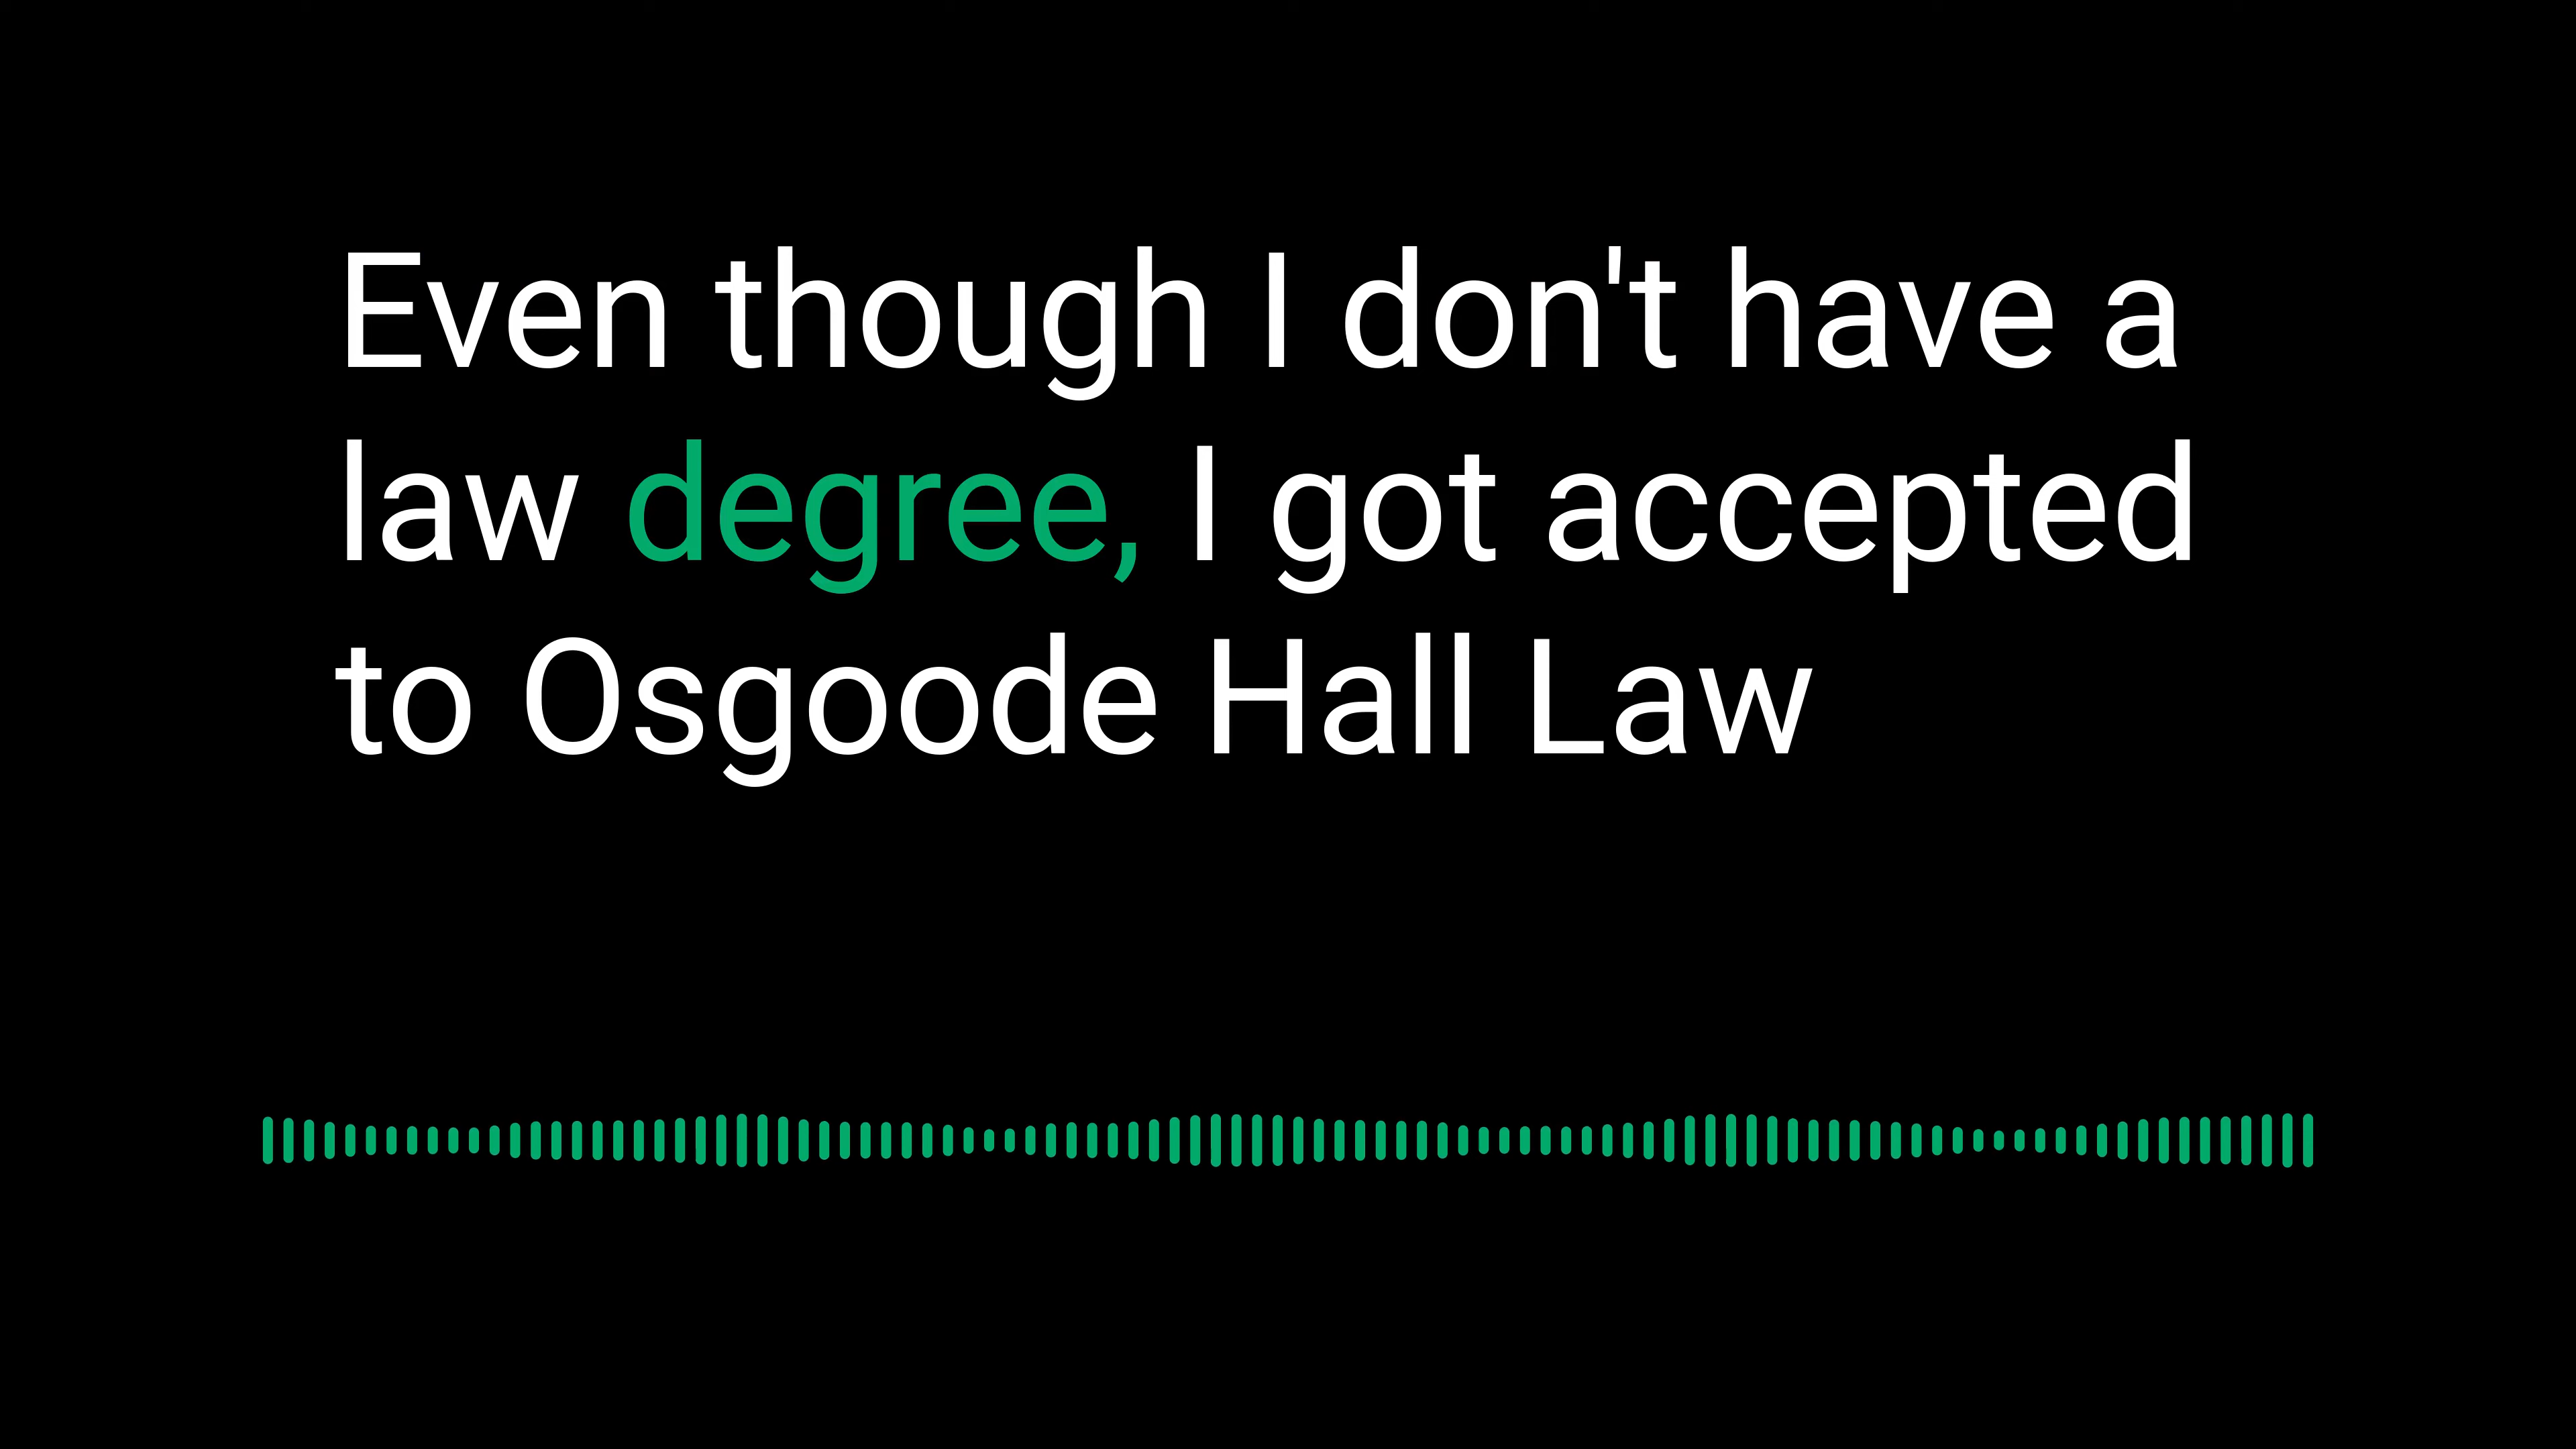 Even though I don't have a
law degree, I got accepted
to Osgoode Hall Law